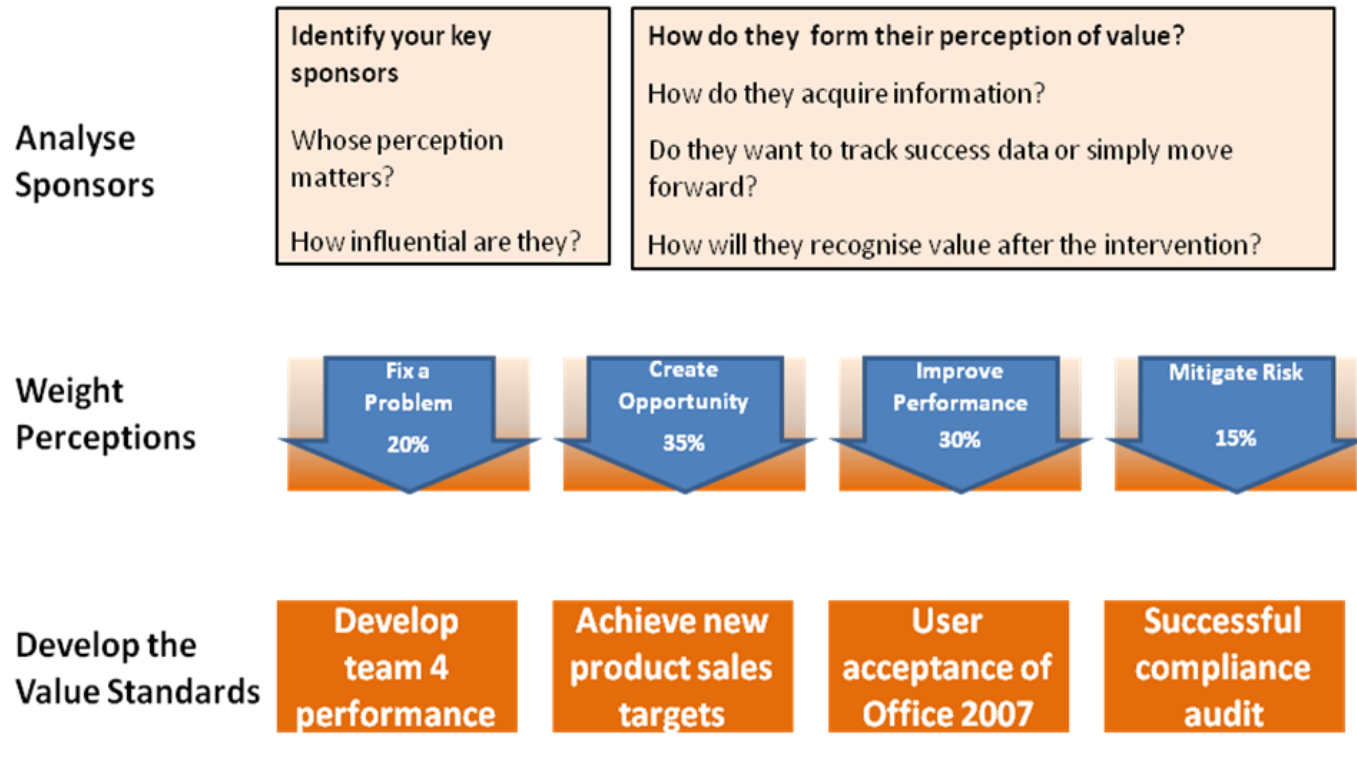 Analyse
Sponsors
Identify your key
sponsors
Whose perception
matters?
How influential are they?
How do they form their perception of value?
How do they acquire information?
Do they want to track success data or simply move
forward?
How will they recognise value after the intervention?
Weight
Perceptions
Fix a
Problem
20%
Create
Opportunity
35%
Improve
Performance
30%
Mitigate Risk
15%
Develop the
Value Standards
Develop
team 4
performance
Achieve new
product sales
targets
User
acceptance of
Office 2007
Successful
compliance
audit